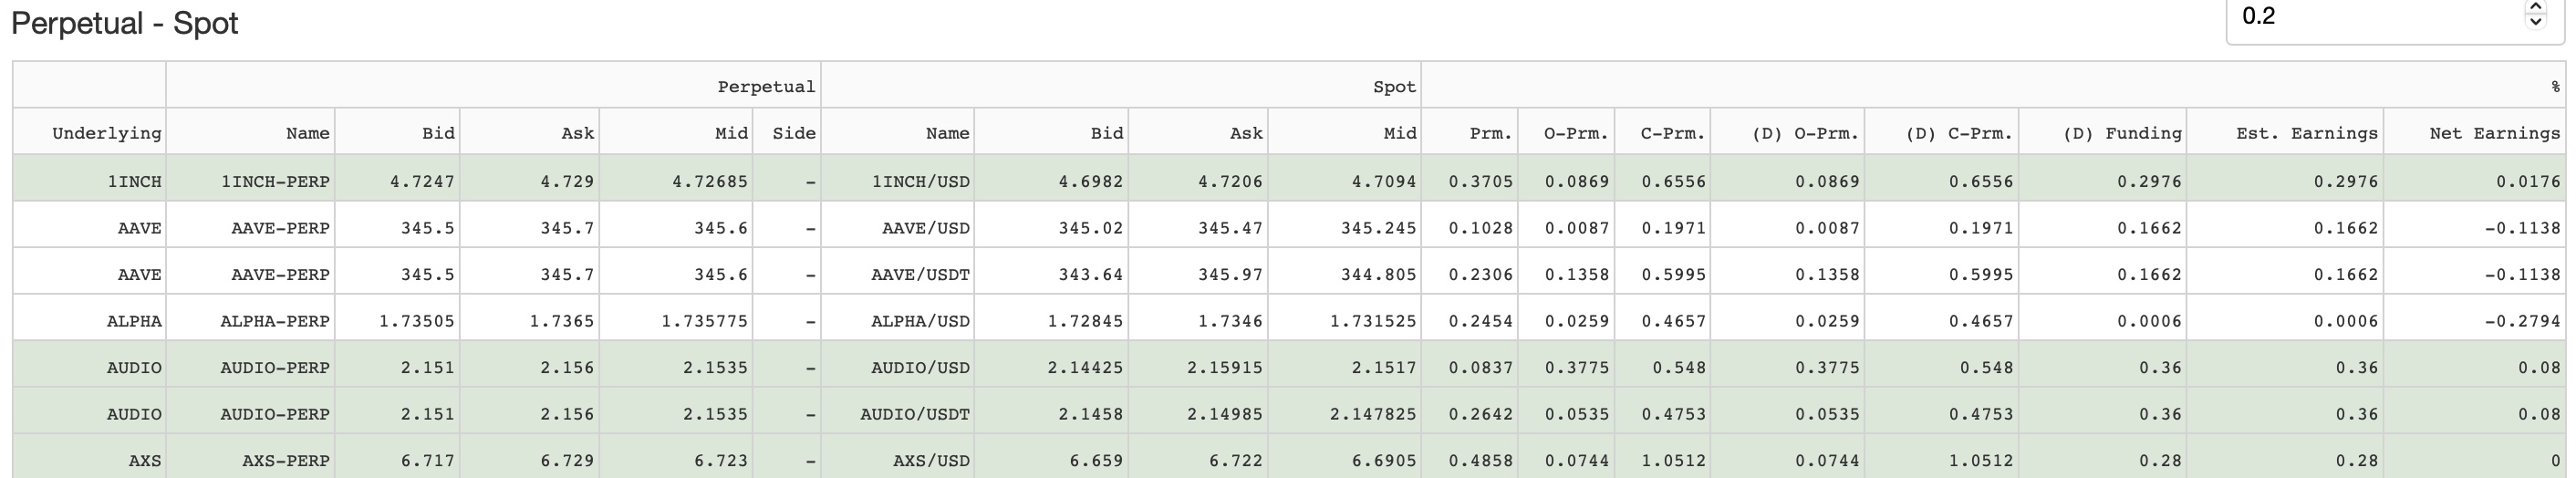 Perpetual - Spot
0.2
Perpetual Spot %
Underlying Name Bid Ask Mid Side Name Bid Ask Mid Prm. O-Prm. C-Prm. (D) O-Prm. (D) C-Prm. (D) Funding Est. Earnings Net Earnings
1INCH 1INCH-PERP 4.7247 4.729 4.72685 – 1INCH/USD 4.6982 4.7206 4.7094 0.3705 0.0869 0.6556 0.0869 0.6556 0.2976 0.2976 0.0176
AAVE AAVE-PERP 345.5 345.7 345.6 – AAVE/USD 345.02 345.47 345.245 0.1028 0.0087 0.1971 0.0087 0.1971 0.1662 0.1662 -0.1138
AAVE AAVE-PERP 345.5 345.7 345.6 – AAVE/USDT 343.64 345.97 344.805 0.2306 0.1358 0.5995 0.1358 0.5995 0.1662 0.1662 -0.1138
ALPHA ALPHA-PERP 1.73505 1.7365 1.735775 – ALPHA/USD 1.72845 1.7346 1.731525 0.2454 0.0259 0.4657 0.0259 0.4657 0.0006 0.0006 -0.2794
AUDIO AUDIO-PERP 2.151 2.156 2.1535 – AUDIO/USD 2.14425 2.15915 2.1517 0.0837 0.3775 0.548 0.3775 0.548 0.36 0.36 0.08
AUDIO AUDIO-PERP 2.151 2.156 2.1535 – AUDIO/USDT 2.1458 2.14985 2.147825 0.2642 0.0535 0.4753 0.0535 0.4753 0.36 0.36 0.08
AXS AXS-PERP 6.717 6.729 6.723 – AXS/USD 6.659 6.722 6.6905 0.4858 0.0744 1.0512 0.0744 1.0512 0.28 0.28 0